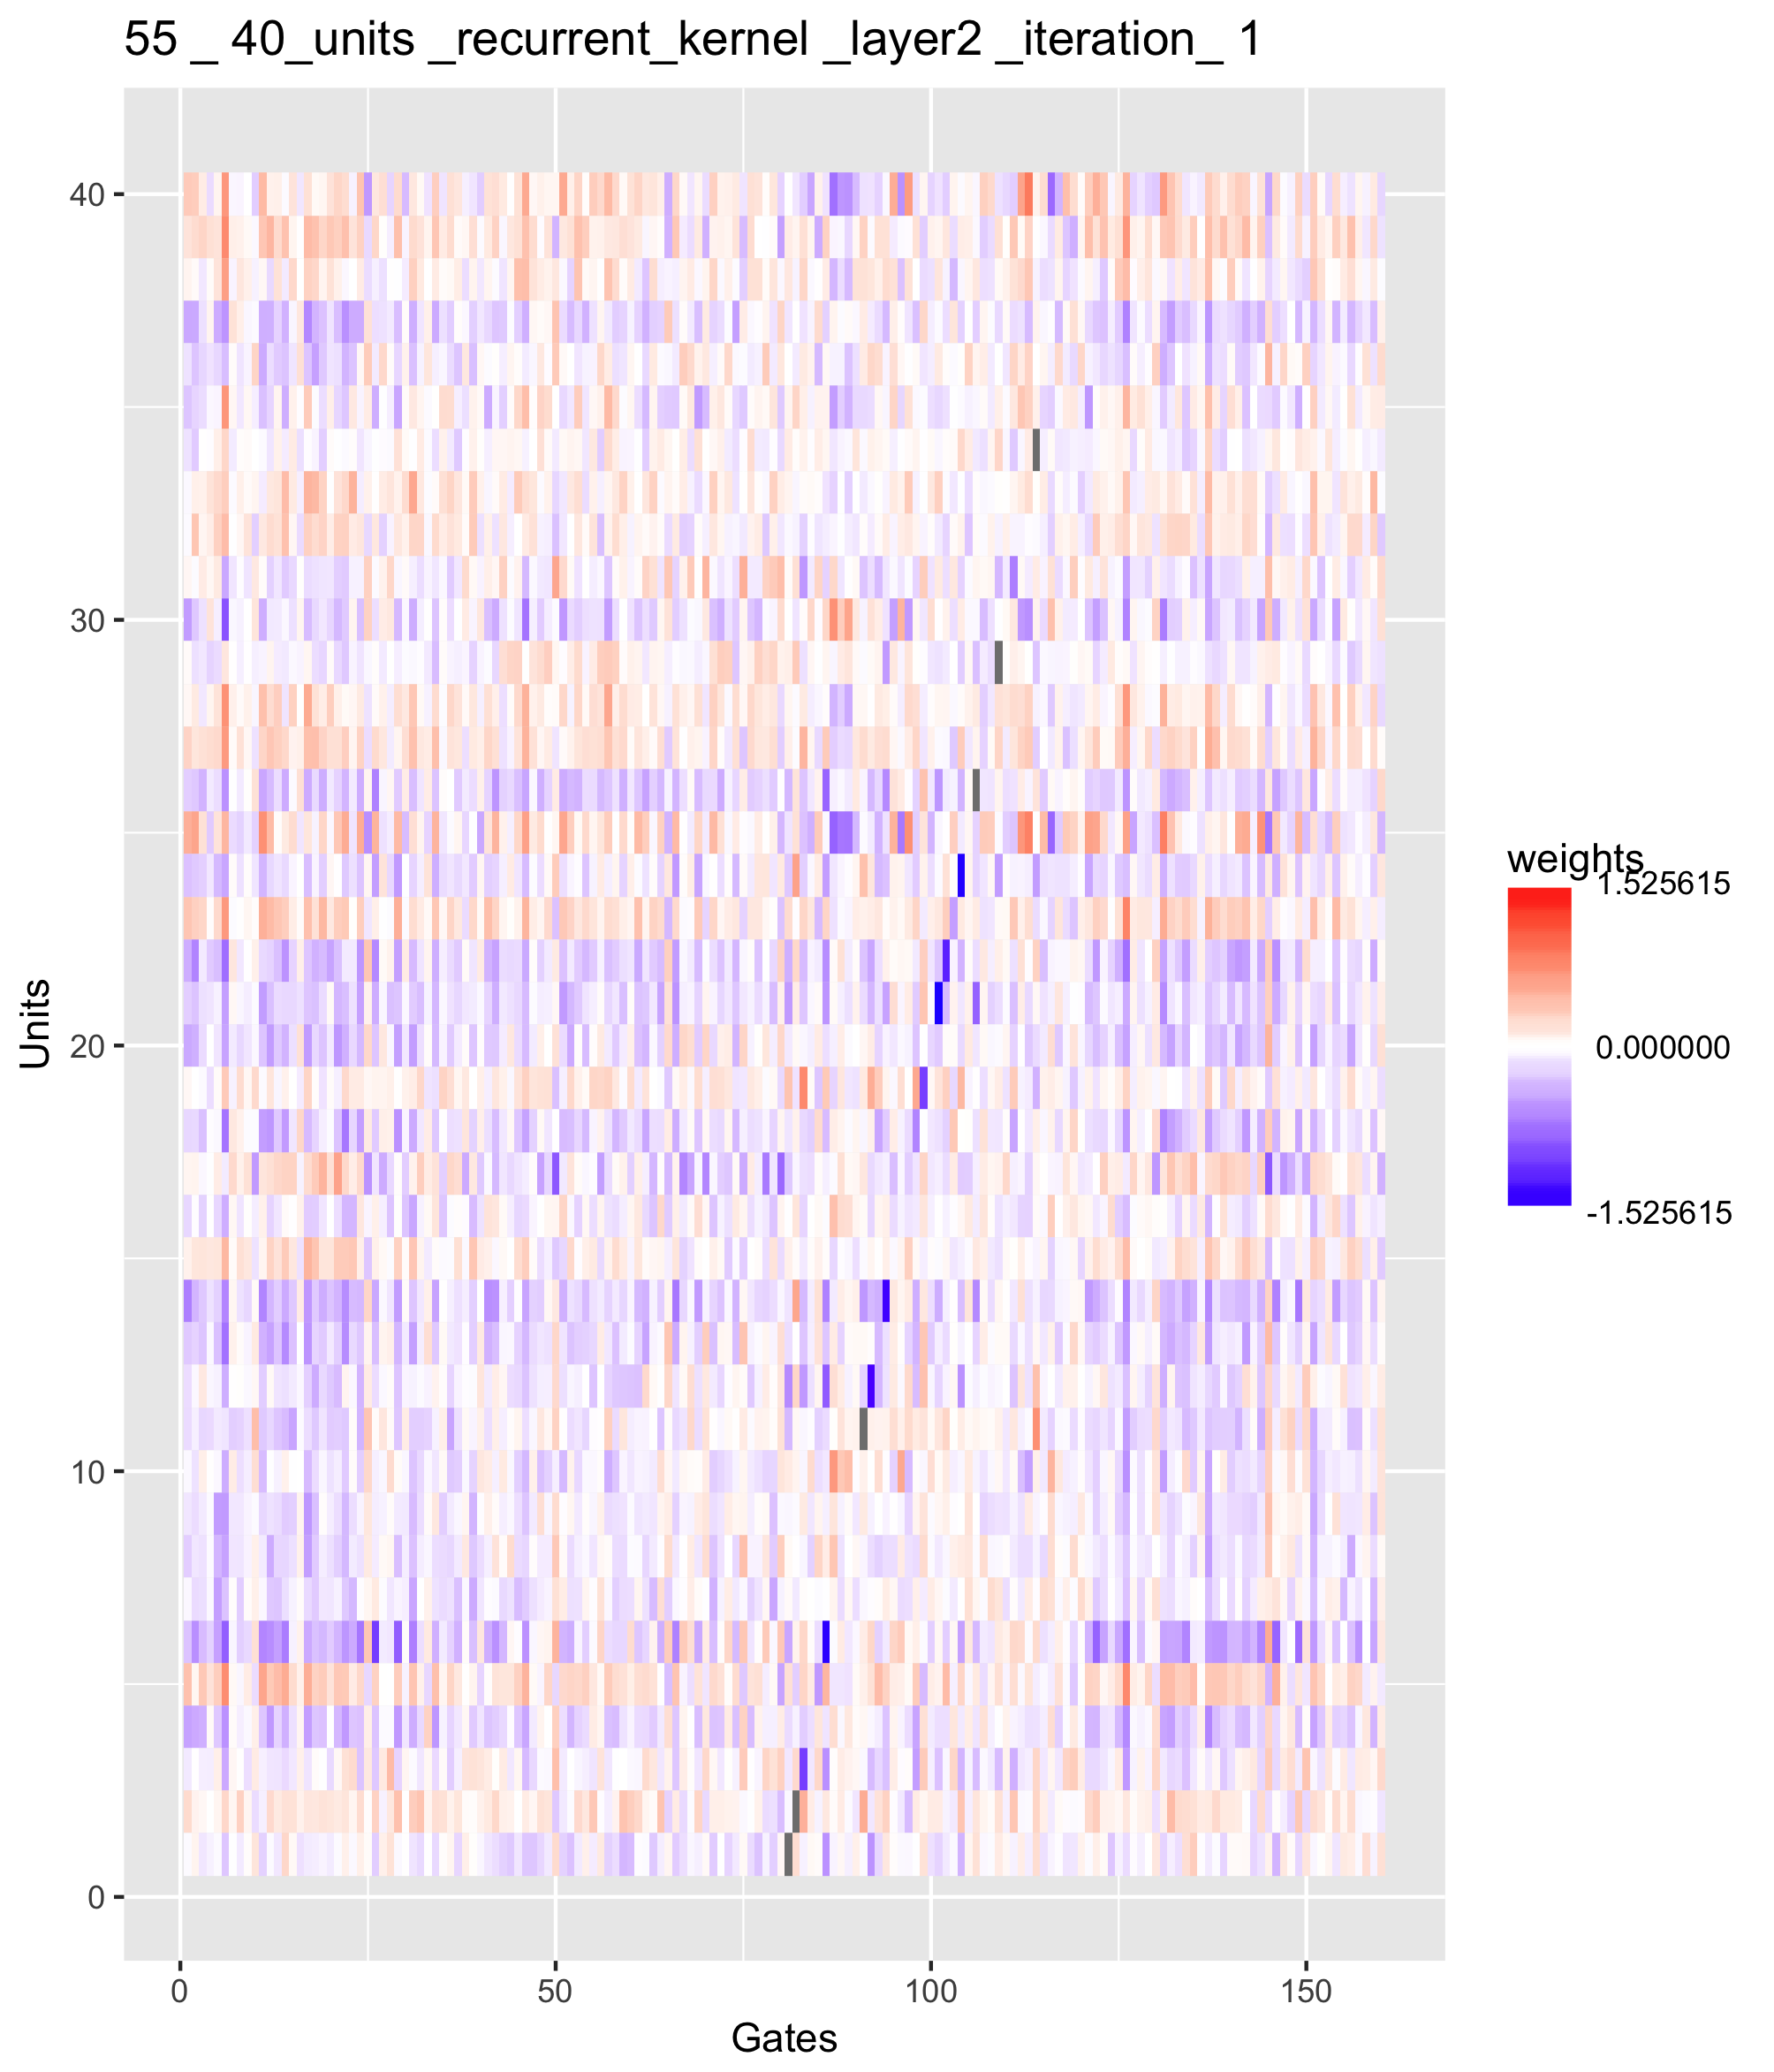 55 _ 40_units _recurrent_kernel _layer2 _iteration_ 1
40
30
20
10
0
Units
0 50 100 150
Gates
weights
1.525615
0.000000
-1.525615